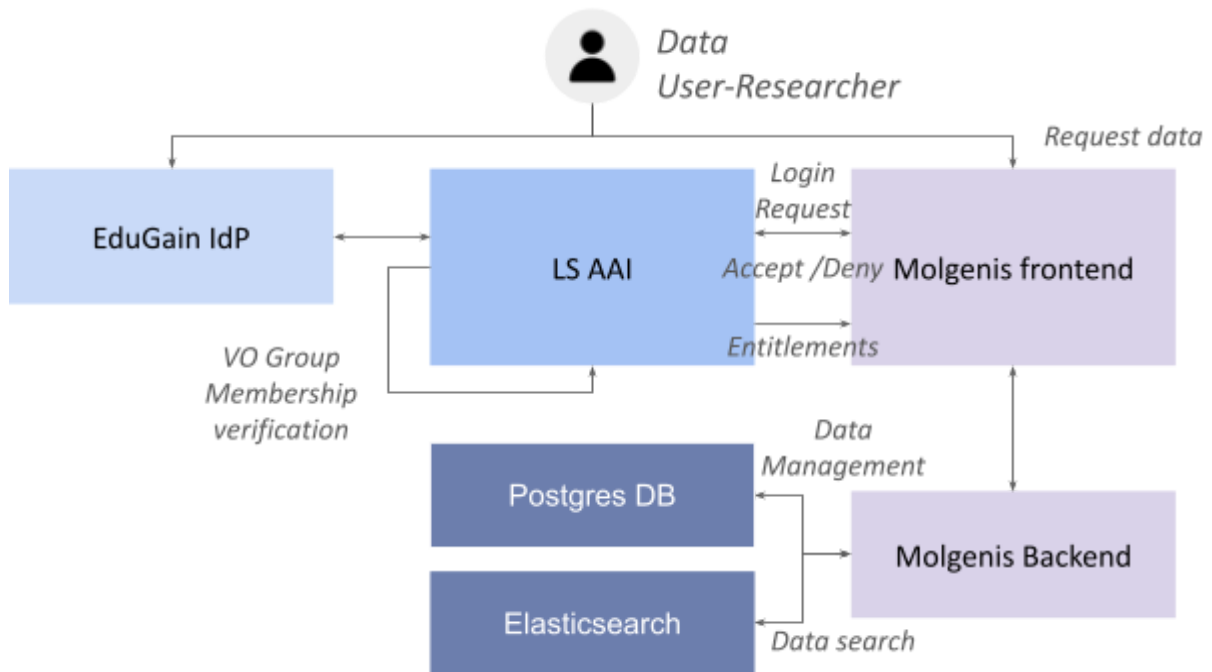 Data
User-Researcher
Request data
EduGain IdP
LS AAI
Login
Request
Accept /Deny
Molgenis frontend
Entitlements
VO Group
Membership
verification
Data
Management
Postgres DB
Molgenis Backend
Elasticsearch
Data search